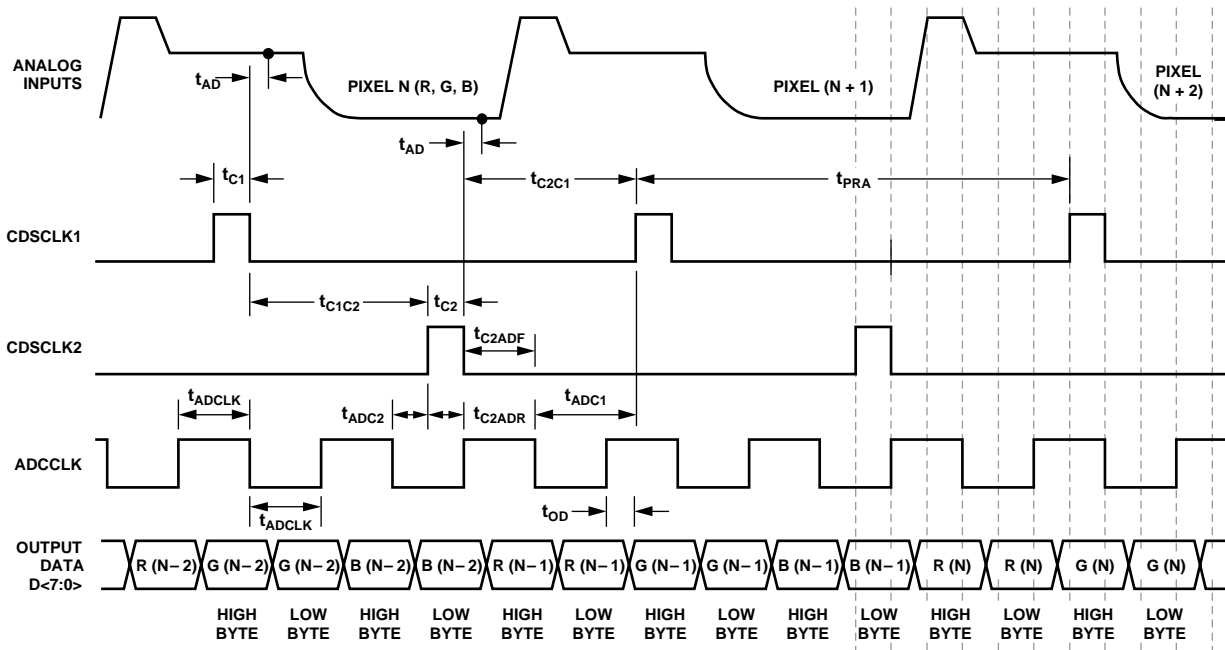 ANALOG
INPUTS
tAD
PIXEL N (R, G, B)
PIXEL (N + 1)
PIXEL
(N + 2)
tAD
tC1
tC2C1
tPRA
CDSCLK1
tC1C2
tC2
CDSCLK2
tC2ADF
tADCLK
tADC2
tC2ADR
tADC1
ADCCLK
tADCLK
tOD
OUTPUT
DATA
D<7:0>
R (N– 2) G (N– 2) G (N– 2) B (N– 2) B (N– 2) R (N– 1) R (N– 1) G (N– 1) G (N– 1) B (N– 1) B (N– 1) R (N) R (N) G (N) G (N)
HIGH LOW HIGH LOW HIGH LOW HIGH LOW HIGH LOW HIGH LOW HIGH LOW
BYTE BYTE BYTE BYTE BYTE BYTE BYTE BYTE BYTE BYTE BYTE BYTE BYTE BYTE